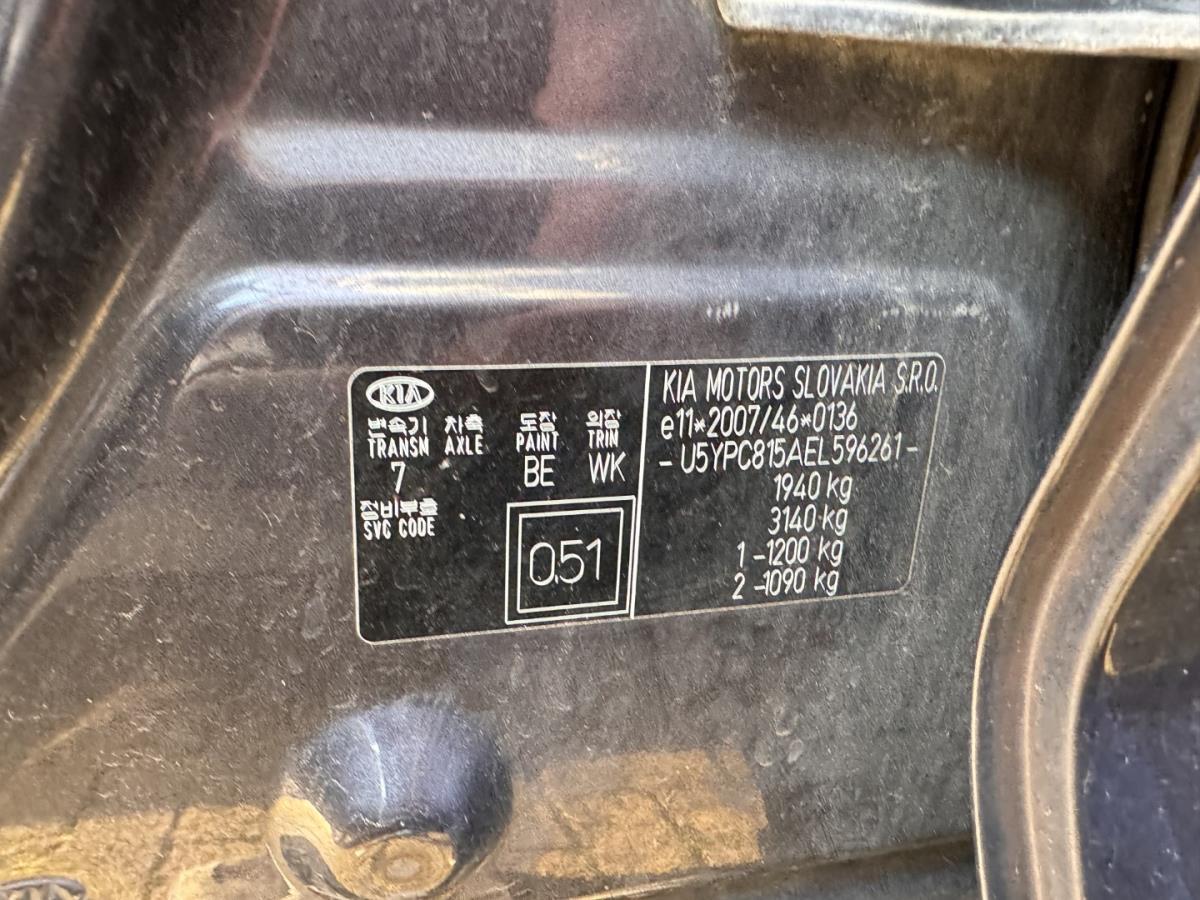 KIA
변속기 차축 도장 외장
TRANSM AXLE PAINT TRIN
7 BE WK
정비부호
SVC CODE
0.51
KIA MOTORS SLOVAKIA S.R.O.
e11*2007/46*0136
- U5YPC815AEL596261 -
1940 kg
3140 kg
1 -1200 kg
2 -1090 kg